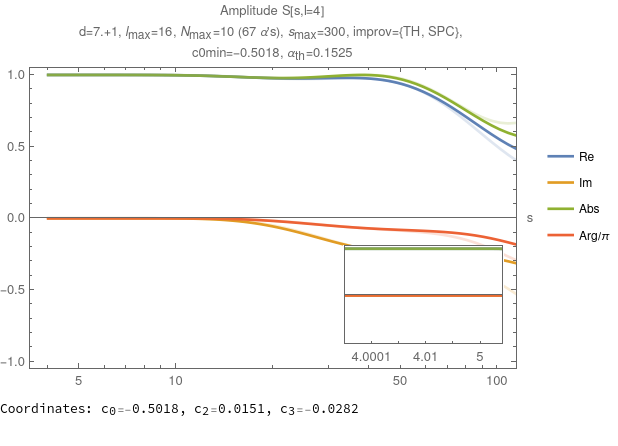 Amplitude S[s,l=4]
d=7.+1, lmax=16, Nmax=10 (67 α's), smax=300, improv={TH, SPC},
c0min=−0.5018, αth=0.1525
1.0
0.5
0.0
−0.5
−1.0
s
Re
Im
Abs
Arg/π
4.0001 4.01 5
5 10 50 100
Coordinates: c0=-0.5018, c2=0.0151, c3=-0.0282